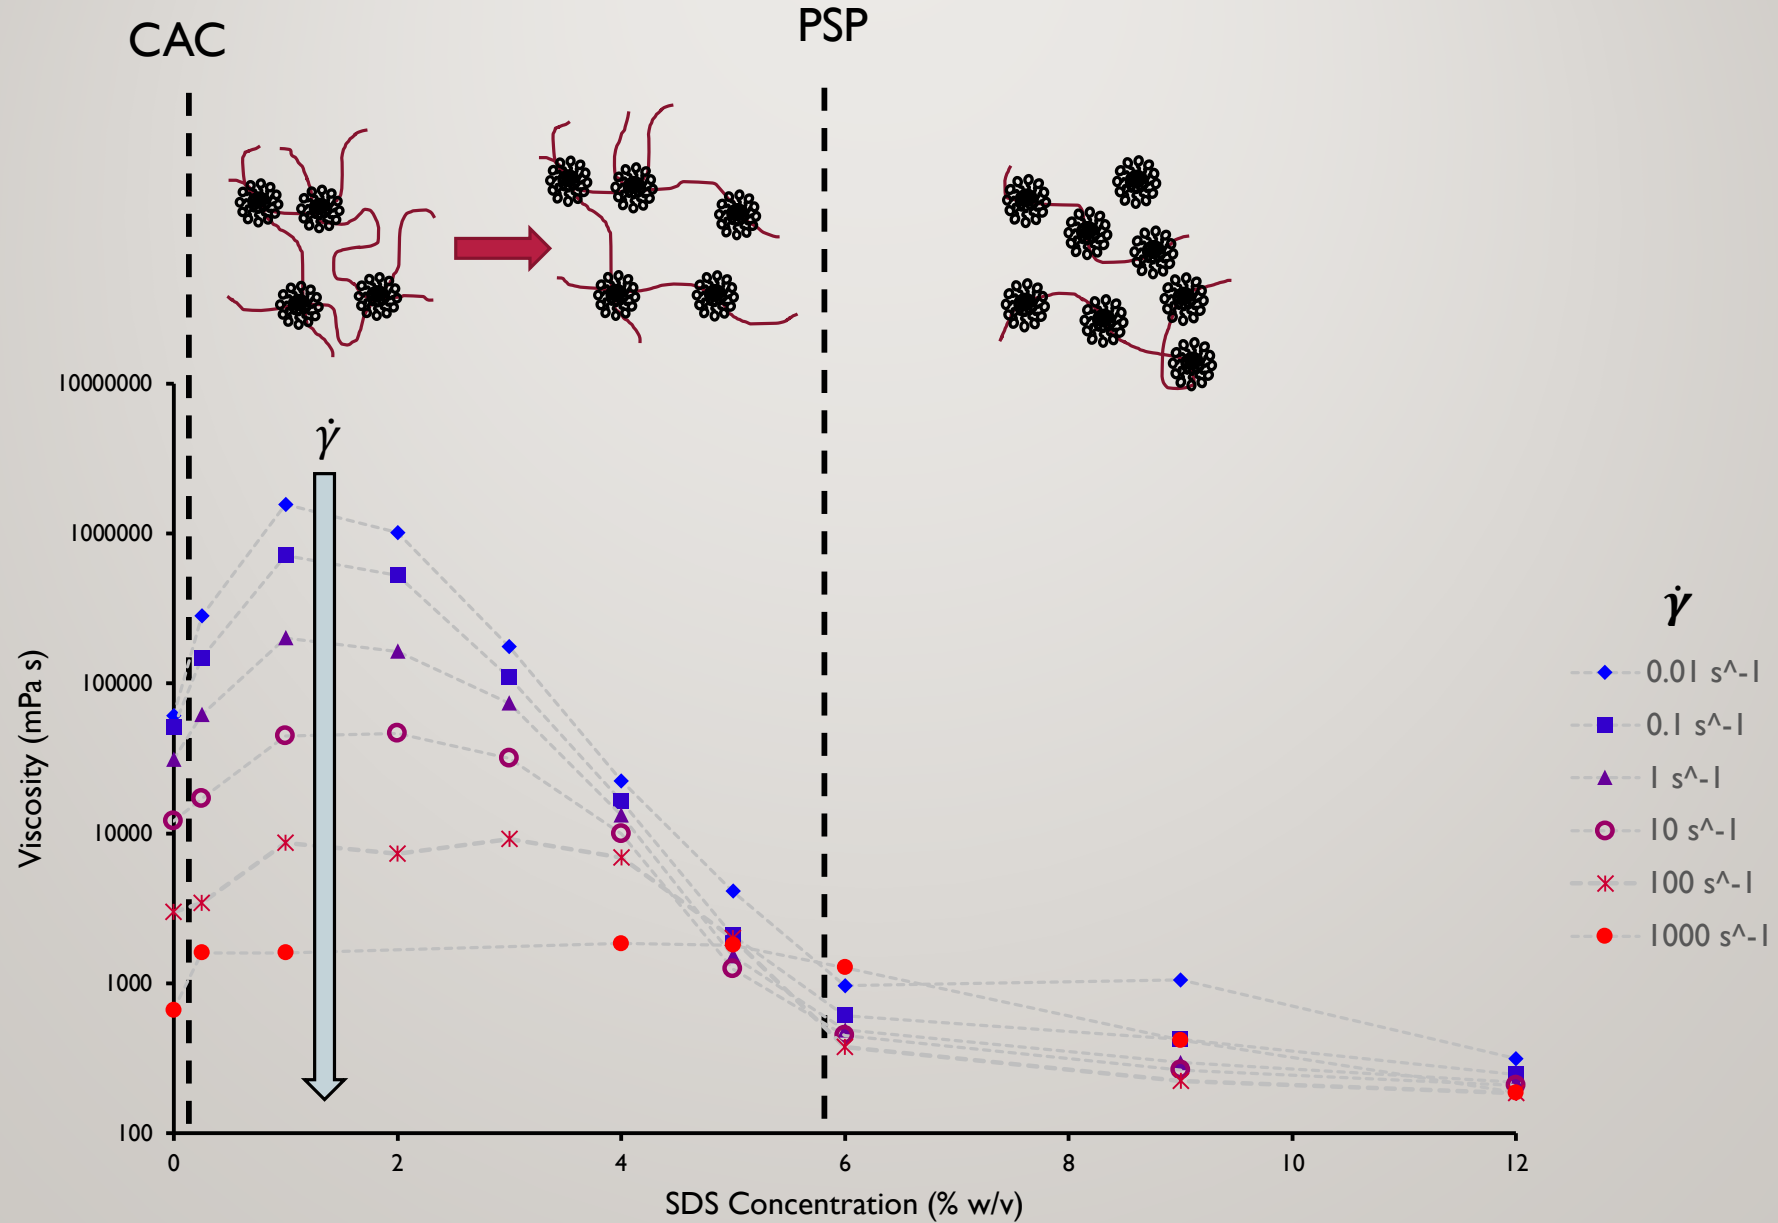 CAC
PSP
γ̇
10000000
1000000
100000
10000
1000
100
Viscosity (mPa s)
0
2
4
6
8
10
12
SDS Concentration (% w/v)
γ̇
0.01 s^-1
0.1 s^-1
1 s^-1
10 s^-1
100 s^-1
1000 s^-1